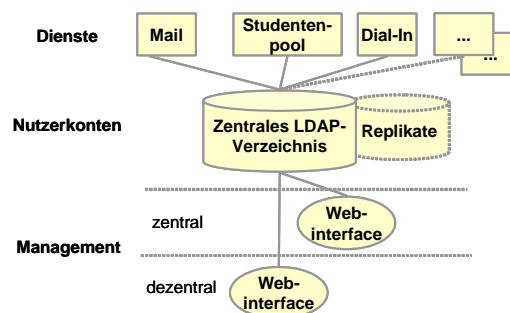 Dienste
Mail
Studenten-
pool
Dial-In
...
...
Nutzerkonten
Zentrales LDAP-
Verzeichnis
Replikate
zentral
Web-
interface
Management
dezentral
Web-
interface